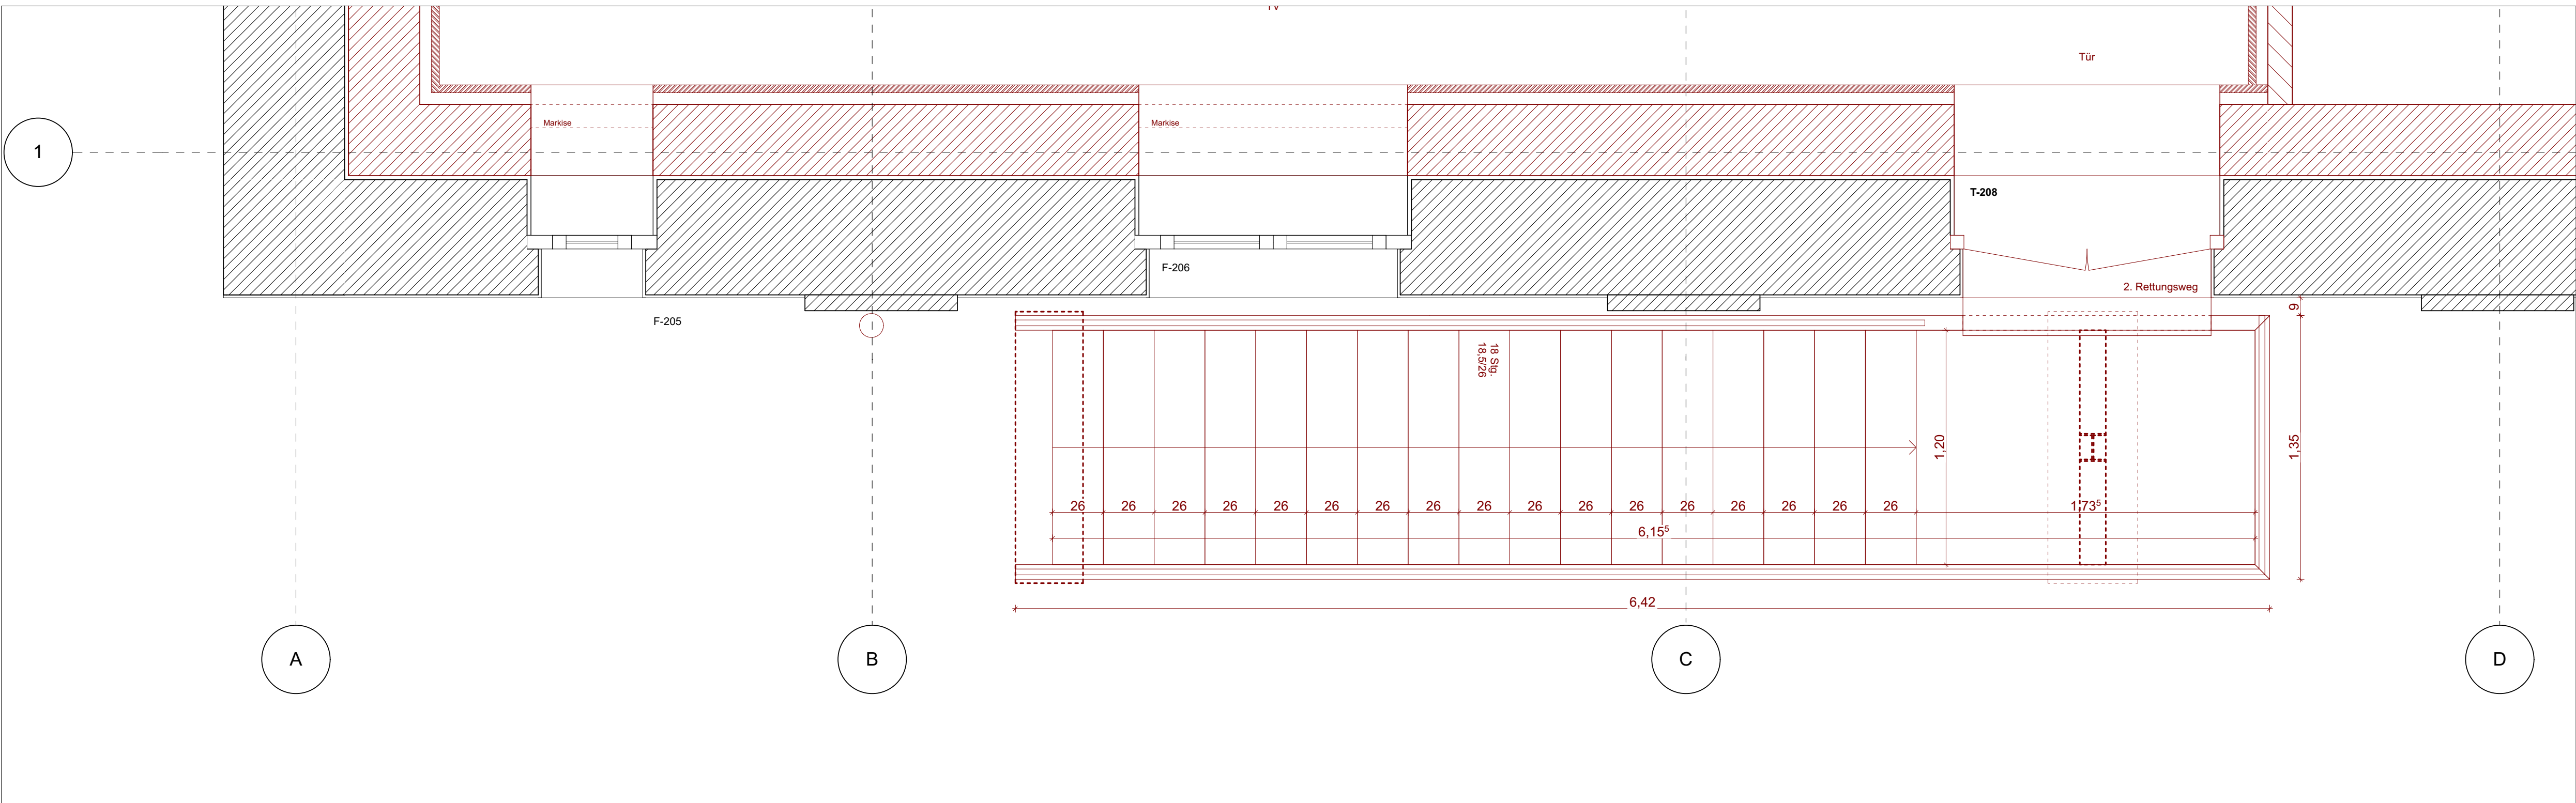 Tür
Markise
Markise
1
T-208
F-206
2. Rettungsweg
F-205
9
18 Stg.
18,5/26
1,20
1,35
26 26 26 26 26 26 26 26 26 26 26 26 26 26 26 26 26 1,73⁵
6,15⁵
6,42
A B C D